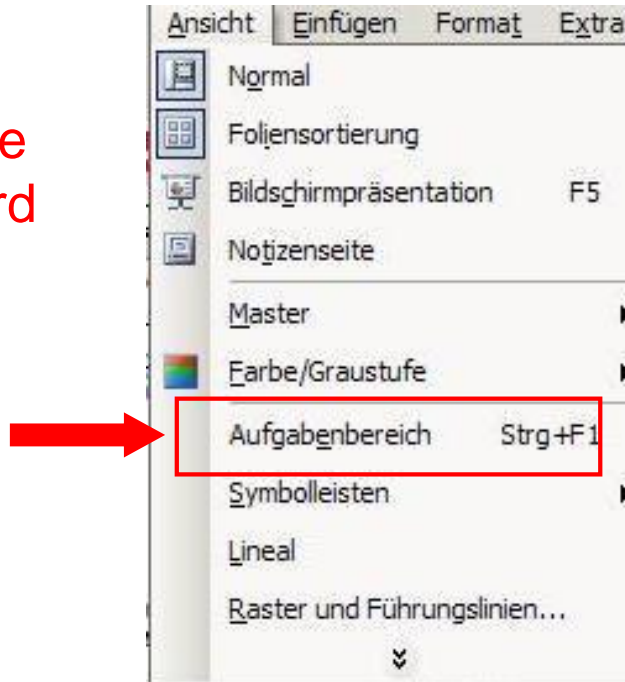 Ansicht Einfügen Format Extra
Normal
e
Foliensortierung
rd
Bildschirmpräsentation F5
Notizenseite
Master
Farbe/Graustufe
Aufgabenbereich Strg+F1
Symbolleisten
Lineal
Raster und Führungslinien...